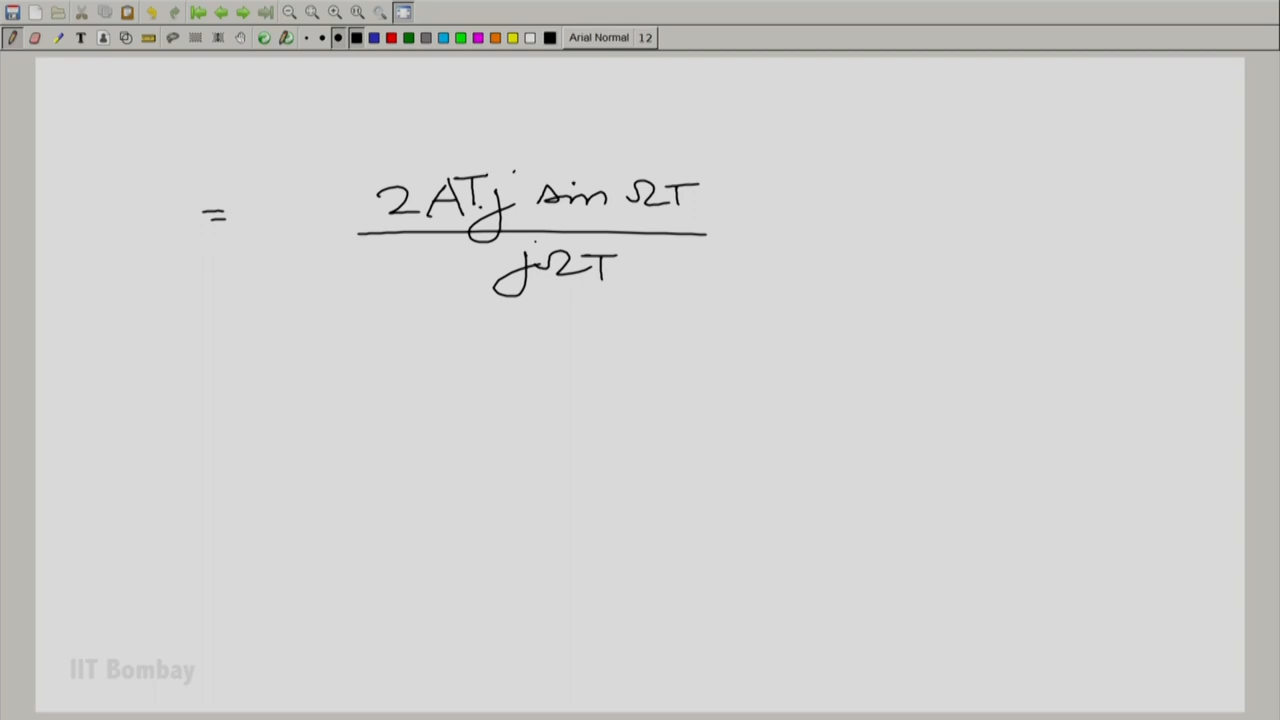 Arial Normal 12
= 2AT.j sin ΩT
jΩT
IIT Bombay